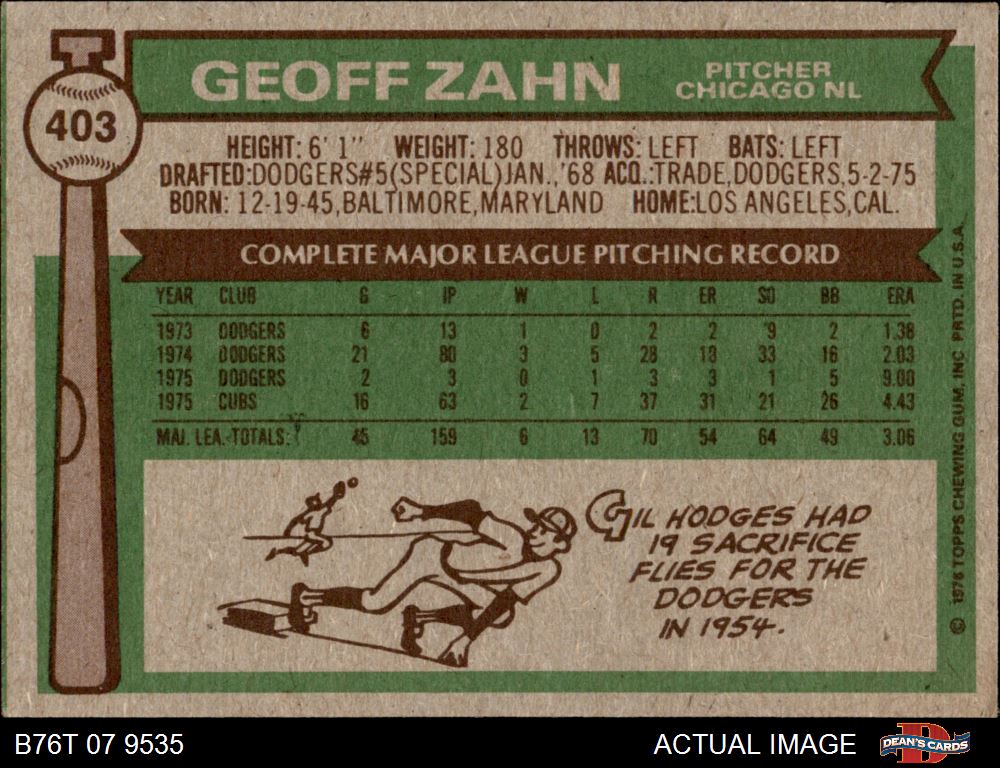 GEOFF ZAHN
PITCHER
CHICAGO NL
403
HEIGHT: 6' 1" WEIGHT: 180 THROWS: LEFT BATS: LEFT
DRAFTED:DODGERS#5(SPECIAL)JAN.,'68 ACQ.:TRADE,DODGERS,5-2-75
BORN: 12-19-45,BALTIMORE,MARYLAND HOME:LOS ANGELES,CAL.
COMPLETE MAJOR LEAGUE PITCHING RECORD
YEAR CLUB G IP W L R ER SO BB ERA
1973 DODGERS 6 13 1 0 2 2 9 2 1.38
1974 DODGERS 21 80 3 5 28 18 33 16 2.03
1975 DODGERS 2 3 0 1 3 3 1 5 9.00
1975 CUBS 16 63 2 7 37 31 21 26 4.43
MAJ. LEA. TOTALS: 45 159 6 13 70 54 64 49 3.06
GIL HODGES HAD
19 SACRIFICE
FLIES FOR THE
DODGERS
IN 1954.
© 1976 TOPPS CHEWING GUM, INC PRTD. IN U.S.A.
B76T 07 9535
ACTUAL IMAGE
D
DEAN'S CARDS